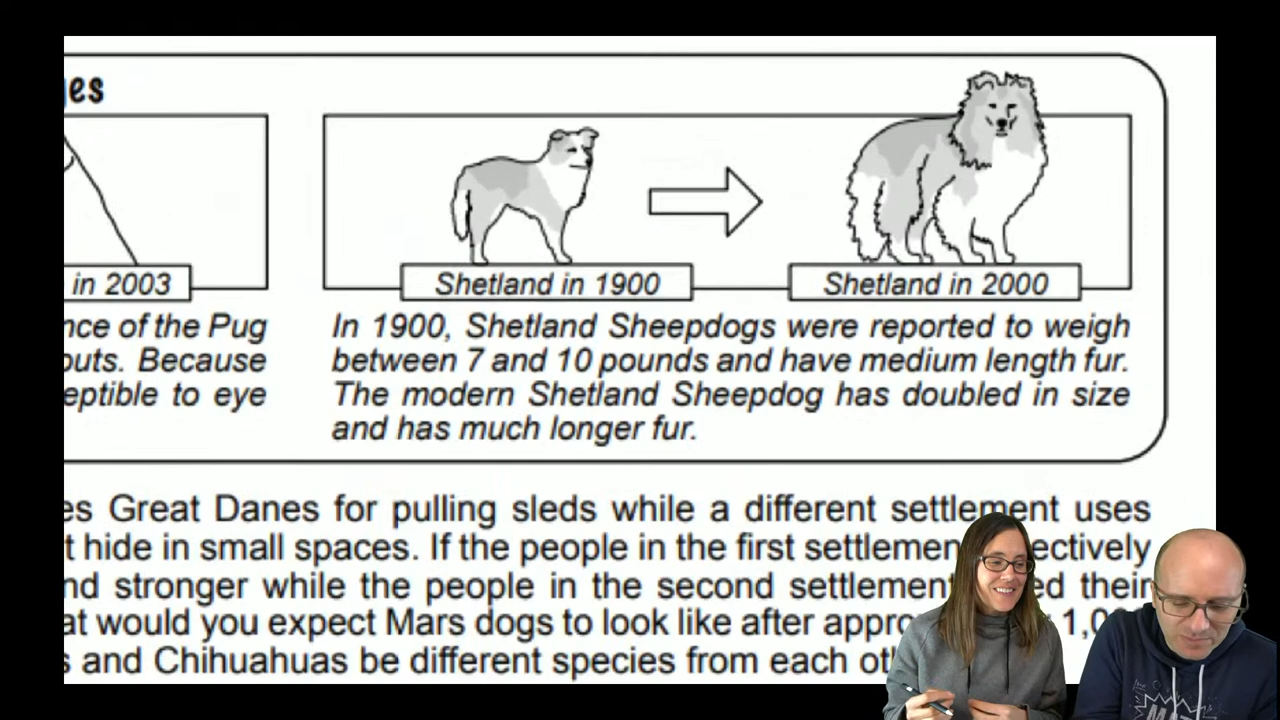 ges
in 2003
Shetland in 1900
Shetland in 2000
nce of the Pug
outs. Because
eptible to eye
In 1900, Shetland Sheepdogs were reported to weigh
between 7 and 10 pounds and have medium length fur.
The modern Shetland Sheepdog has doubled in size
and has much longer fur.
es Great Danes for pulling sleds while a different settlement uses
t hide in small spaces. If the people in the first settlemen ectively
nd stronger while the people in the second settlement ed their
at would you expect Mars dogs to look like after appro 1,0
s and Chihuahuas be different species from each ot